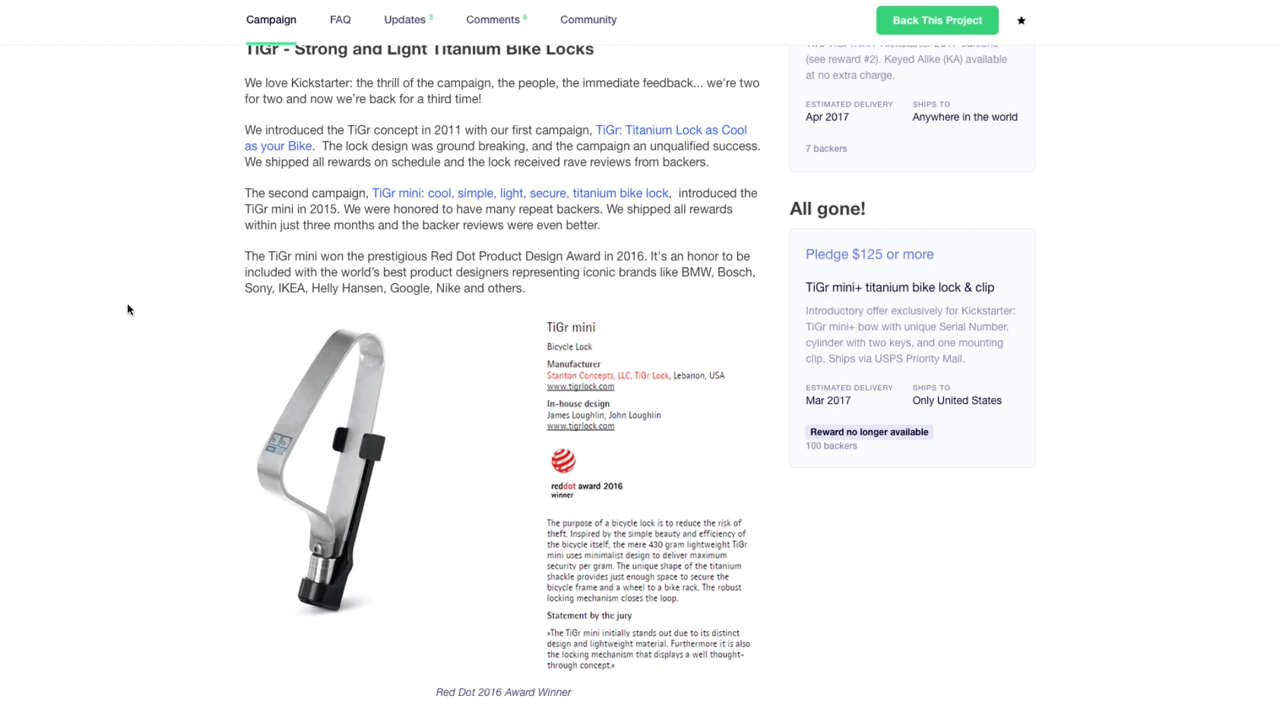 Campaign
FAQ
Updates 3
Comments 8
Community
Back This Project
TiGr - Strong and Light Titanium Bike Locks
We love Kickstarter: the thrill of the campaign, the people, the immediate feedback... we're two
for two and now we're back for a third time!
We introduced the TiGr concept in 2011 with our first campaign, TiGr: Titanium Lock as Cool
as your Bike.  The lock design was ground breaking, and the campaign an unqualified success.
We shipped all rewards on schedule and the lock received rave reviews from backers.
The second campaign, TiGr mini: cool, simple, light, secure, titanium bike lock,  introduced the
TiGr mini in 2015. We were honored to have many repeat backers. We shipped all rewards
within just three months and the backer reviews were even better.
The TiGr mini won the prestigious Red Dot Product Design Award in 2016. It's an honor to be
included with the world's best product designers representing iconic brands like BMW, Bosch,
Sony, IKEA, Helly Hansen, Google, Nike and others.
TiGr mini
Bicycle Lock
Manufacturer
Stanton Concepts, LLC, TiGr Lock, Lebanon, USA
www.tigrlock.com
In-house design
James Loughlin, John Loughlin
www.tigrlock.com
reddot award 2016
winner
The purpose of a bicycle lock is to reduce the risk of
theft. Inspired by the simple beauty and efficiency of
the bicycle itself, the mere 430 gram lightweight TiGr
mini uses minimalist design to deliver maximum
security per gram. The unique shape of the titanium
shackle provides just enough space to secure the
bicycle frame and a wheel to a bike rack. The robust
locking mechanism closes the loop.
Statement by the jury
»The TiGr mini initially stands out due to its distinct
design and lightweight material. Furthermore it is also
the locking mechanism that displays a well thought-
through concept.«
Red Dot 2016 Award Winner
(see reward #2). Keyed Alike (KA) available
at no extra charge.
ESTIMATED DELIVERY
Apr 2017
SHIPS TO
Anywhere in the world
7 backers
All gone!
Pledge $125 or more
TiGr mini+ titanium bike lock & clip
Introductory offer exclusively for Kickstarter:
TiGr mini+ bow with unique Serial Number,
cylinder with two keys, and one mounting
clip. Ships via USPS Priority Mail.
ESTIMATED DELIVERY
Mar 2017
SHIPS TO
Only United States
Reward no longer available
100 backers